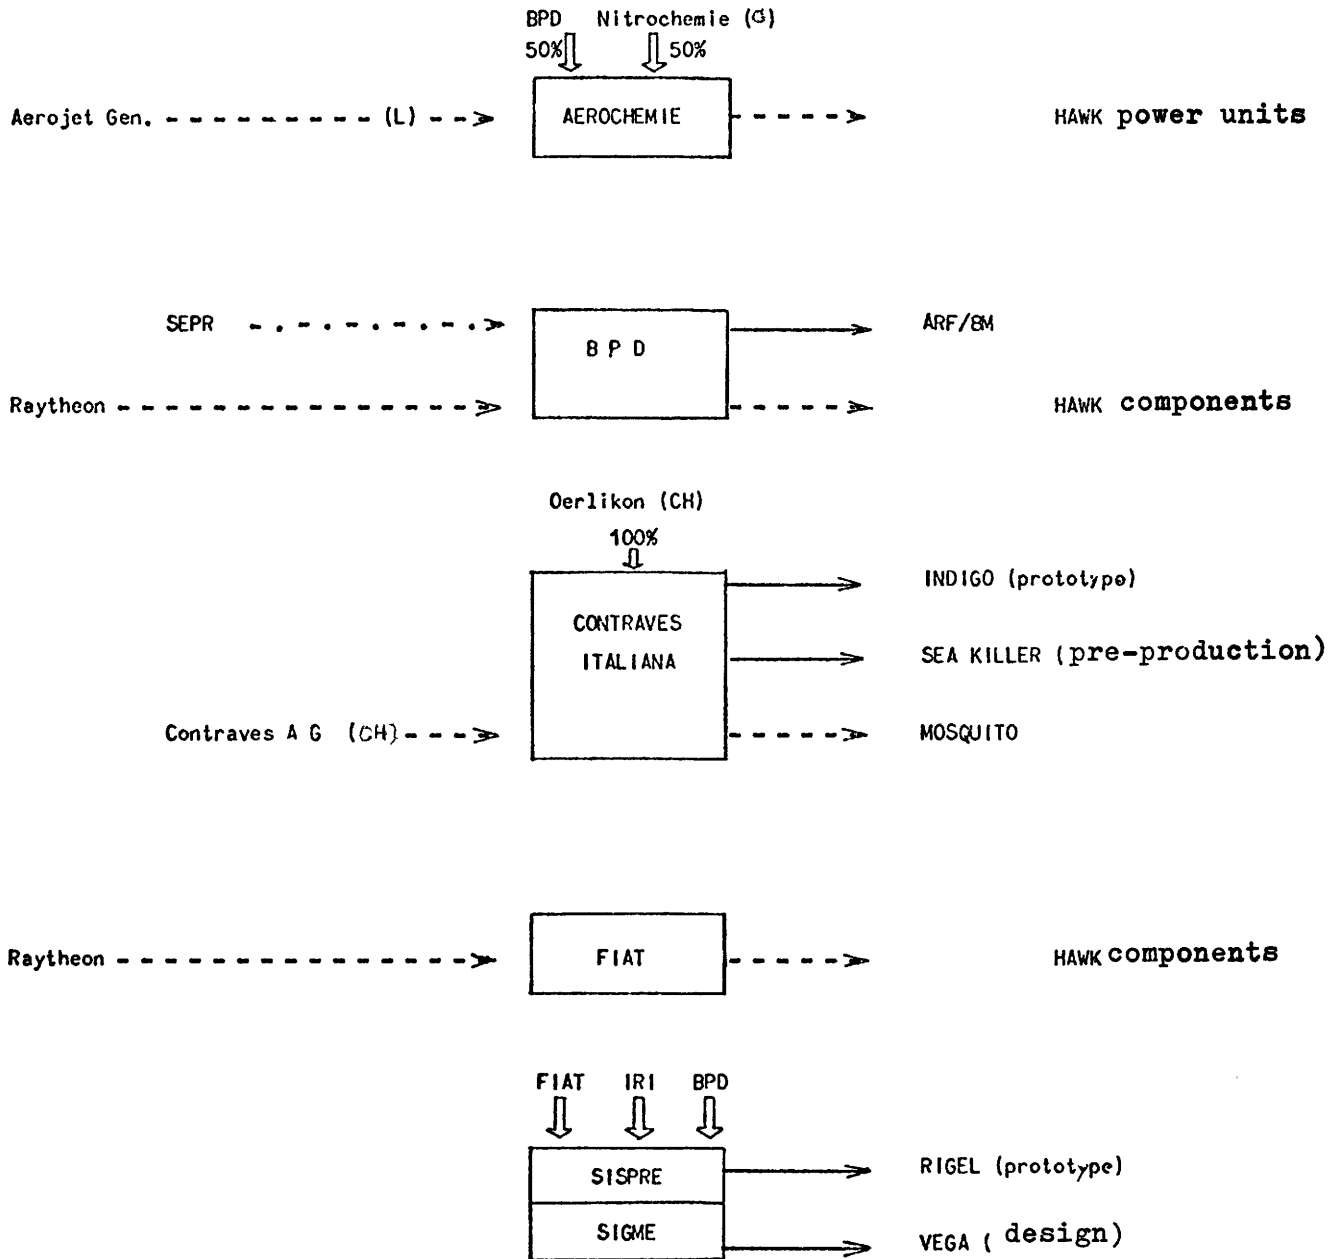 BPD Nitrochemie (G)
50% 50%
Aerojet Gen. (L) AEROCHEMIE HAWK power units
SEPR BPD ARF/8M
Raytheon HAWK components
Oerlikon (CH)
100%
CONTRAVES
ITALIANA
INDIGO (prototype)
SEA KILLER (pre-production)
Contraves A G (CH) MOSQUITO
Raytheon FIAT HAWK components
FIAT IRI BPD
SISPRE RIGEL (prototype)
SIGME VEGA ( design)